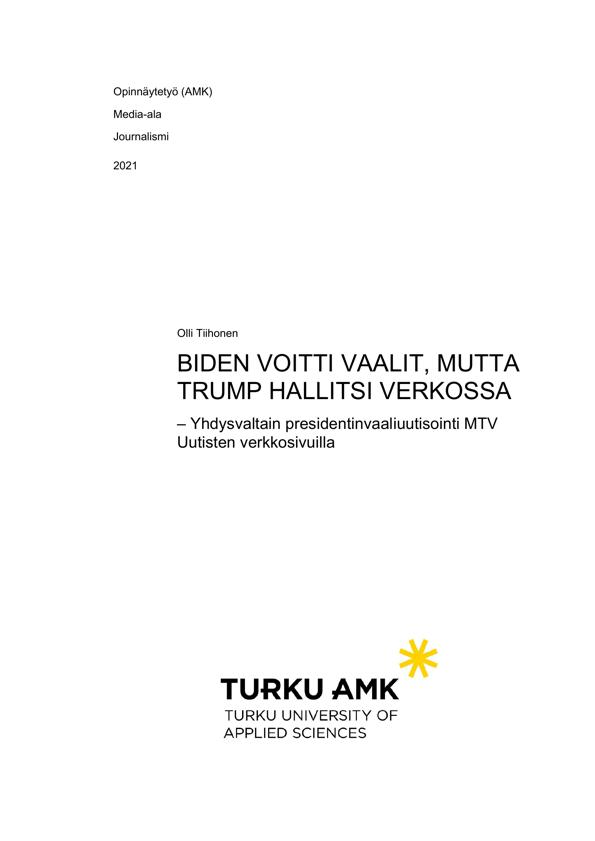 Opinnäytetyö (AMK)
Media-ala
Journalismi
2021
Olli Tiihonen
BIDEN VOITTI VAALIT, MUTTA
TRUMP HALLITSI VERKOSSA
– Yhdysvaltain presidentinvaaliuutisointi MTV
Uutisten verkkosivuilla
TURKU AMK
TURKU UNIVERSITY OF
APPLIED SCIENCES